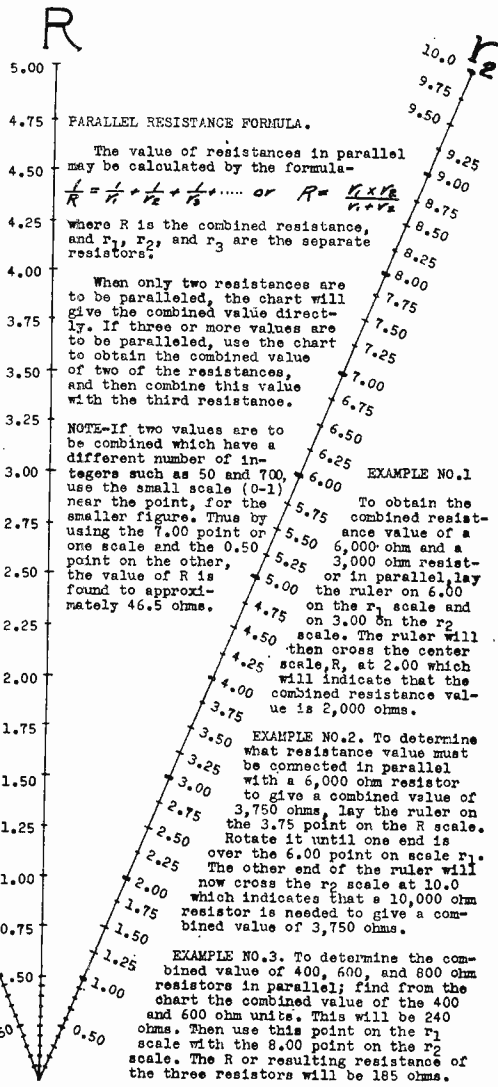 R
r2
PARALLEL RESISTANCE FORMULA.
The value of resistances in parallel
may be calculated by the formula-
1/R = 1/r1 + 1/r2 + 1/r3 + ····· or R = r1 x r2 / r1 + r2
where R is the combined resistance,
and r1, r2, and r3 are the separate
resistors.
When only two resistances are
to be paralleled, the chart will
give the combined value direct-
ly. If three or more values are
to be paralleled, use the chart
to obtain the combined value
of two of the resistances,
and then combine this value
with the third resistance.
NOTE-If two values are to
be combined which have a
different number of in-
tegers such as 50 and 700,
use the small scale (0-1)
near the point, for the
smaller figure. Thus by
using the 7.00 point or
one scale and the 0.50
point on the other,
the value of R is
found to approxi-
mately 46.5 ohms.
EXAMPLE NO.1
To obtain the
combined resist-
ance value of a
6,000 ohm and a
3,000 ohm resist-
or in parallel, lay
the ruler on 6.00
on the r1 scale and
on 3.00 on the r2
scale. The ruler will
then cross the center
scale, R, at 2.00 which
will indicate that the
combined resistance val-
ue is 2,000 ohms.
EXAMPLE NO.2. To determine
what resistance value must
be connected in parallel
with a 6,000 ohm resistor
to give a combined value of
3,750 ohms, lay the ruler on
the 3.75 point on the R scale.
Rotate it until one end is
over the 6.00 point on scale r1.
The other end of the ruler will
now cross the r2 scale at 10.0
which indicates that a 10,000 ohm
resistor is needed to give a com-
bined value of 3,750 ohms.
EXAMPLE NO.3. To determine the com-
bined value of 400, 600, and 800 ohm
resistors in parallel; find from the
chart the combined value of the 400
and 600 ohm units. This will be 240
ohms. Then use this point on the r1
scale with the 8.00 point on the r2
scale. The R or resulting resistance of
the three resistors will be 185 ohms.
5.00
4.75
4.50
4.25
4.00
3.75
3.50
3.25
3.00
2.75
2.50
2.25
2.00
1.75
1.50
1.25
1.00
0.75
.50
10.0
9.75
9.50
9.25
9.00
8.75
8.50
8.25
8.00
7.75
7.50
7.25
7.00
6.75
6.50
6.25
6.00
5.75
5.50
5.25
5.00
4.75
4.50
4.25
4.00
3.75
3.50
3.25
3.00
2.75
2.50
2.25
2.00
1.75
1.50
1.25
1.00
0.50